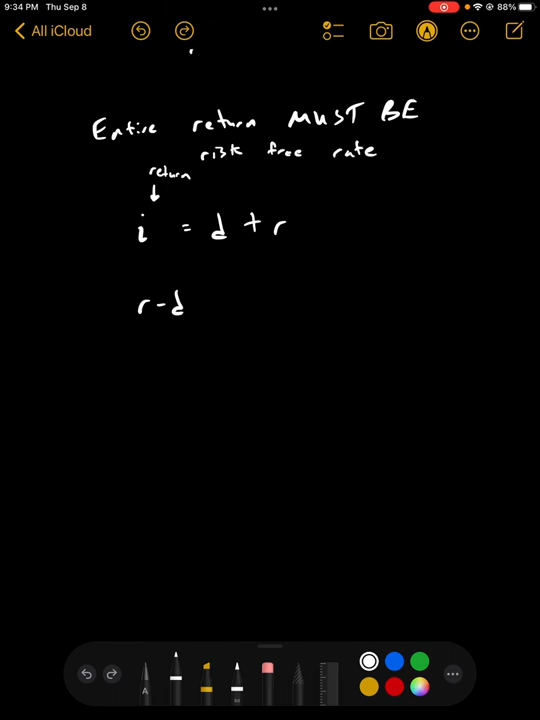 9:34 PM Thu Sep 8
88%
All iCloud
Entire return MUST BE
risk free rate
return
i = d + r
r - d
A